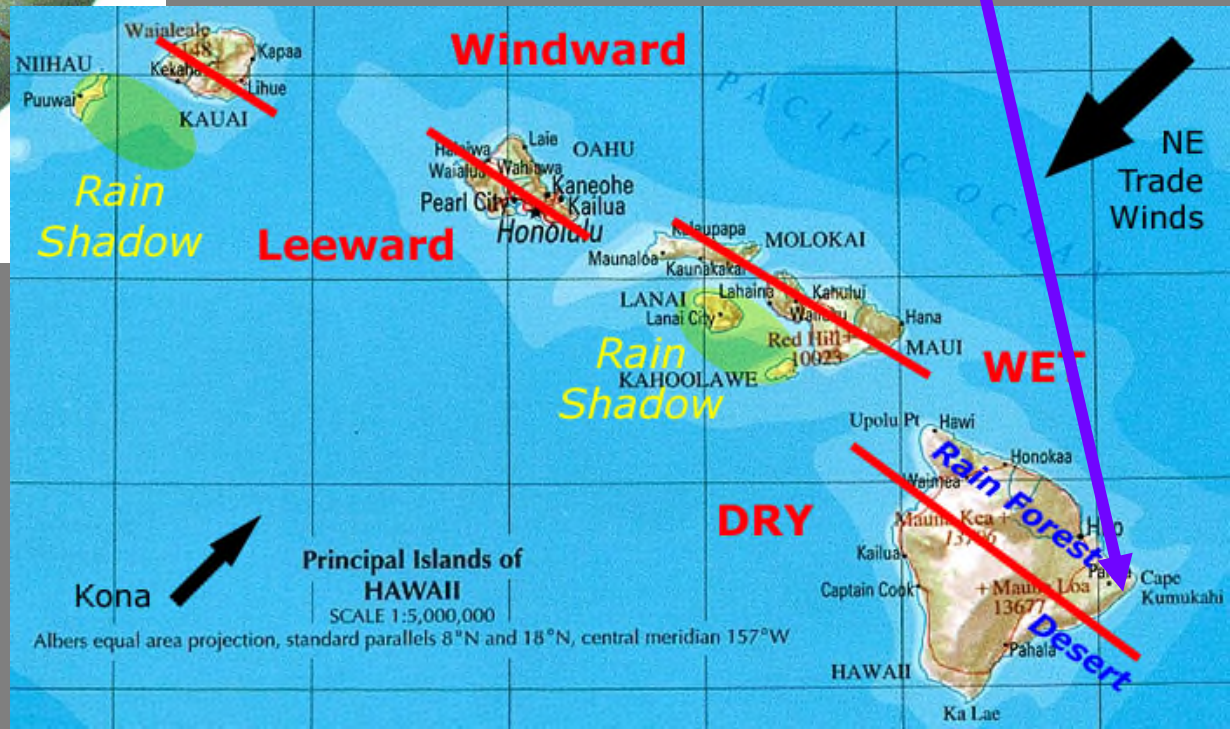 Waialeale
5148
Kapaa
Kekaha
Lihue
NIIHAU
Puuwai
KAUAI
Rain
Shadow
Windward
Leeward
Haleiwa
Laie
OAHU
Waialua
Wahiawa
Kaneohe
Pearl City
Kailua
Honolulu
PACIFIC OCEAN
NE
Trade
Winds
Kalaupapa
MOLOKAI
Maunaloa
Kaunakakai
LANAI
Lahaina
Kahului
Lanai City
Wailuku
Hana
Red Hill+
10023
MAUI
Rain
Shadow
KAHOOLAWE
WET
DRY
Upolu Pt
Hawi
Honokaa
Rain Forest
Waimea
Mauna Kea +
13796
Hilo
Kailua
Captain Cook
+ Mauna Loa
13677
Cape
Kumukahi
Desert
Pahala
HAWAII
Ka Lae
Kona
Principal Islands of
HAWAII
SCALE 1:5,000,000
Albers equal area projection, standard parallels 8°N and 18°N, central meridian 157°W